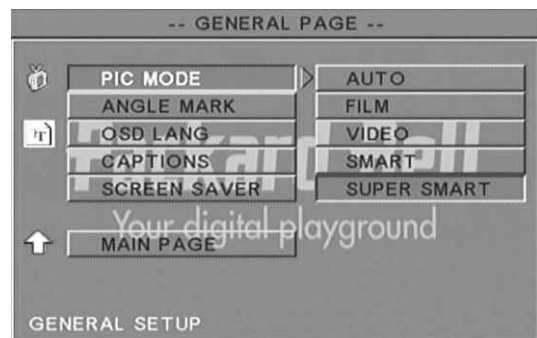 -- GENERAL PAGE --
PIC MODE
AUTO
ANGLE MARK
FILM
OSD LANG
VIDEO
CAPTIONS
SMART
SCREEN SAVER
SUPER SMART
Packard Bell
Your digital playground
MAIN PAGE
GENERAL SETUP